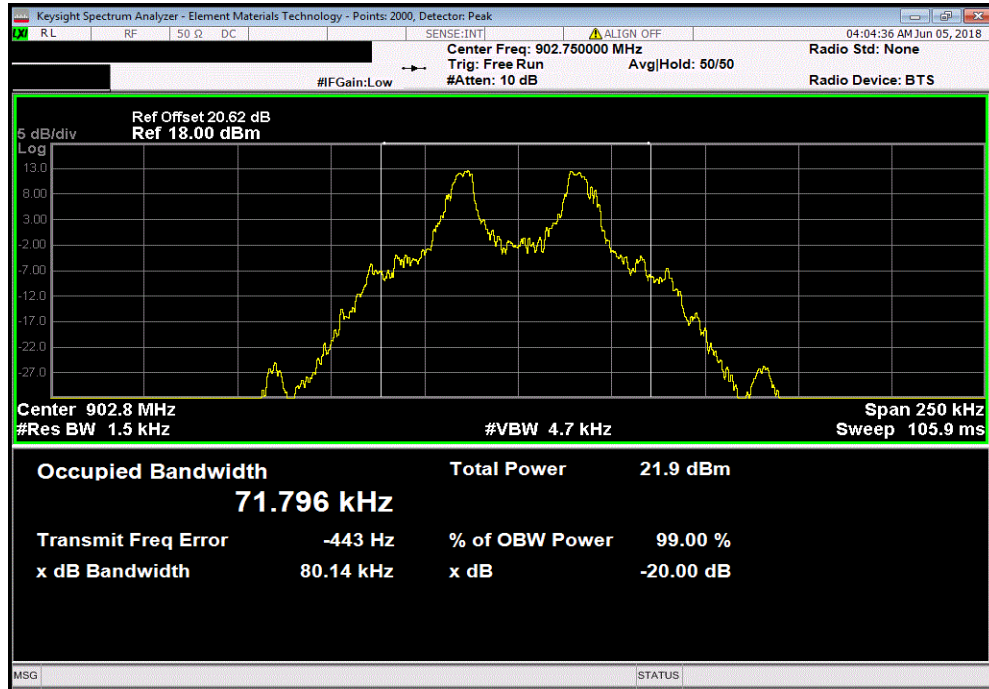 Keysight Spectrum Analyzer - Element Materials Technology - Points: 2000, Detector: Peak
LXI RL RF 50 Ω DC SENSE:INT ALIGN OFF 04:04:36 AM Jun 05, 2018
Center Freq: 902.750000 MHz Radio Std: None
Trig: Free Run Avg|Hold: 50/50
#IFGain:Low #Atten: 10 dB Radio Device: BTS
Ref Offset 20.62 dB
5 dB/div Ref 18.00 dBm
Log
13.0
8.00
3.00
-2.00
-7.00
-12.0
-17.0
-22.0
-27.0
Center 902.8 MHz Span 250 kHz
#Res BW 1.5 kHz #VBW 4.7 kHz Sweep 105.9 ms
Occupied Bandwidth Total Power 21.9 dBm
71.796 kHz
Transmit Freq Error -443 Hz % of OBW Power 99.00 %
x dB Bandwidth 80.14 kHz x dB -20.00 dB
MSG STATUS